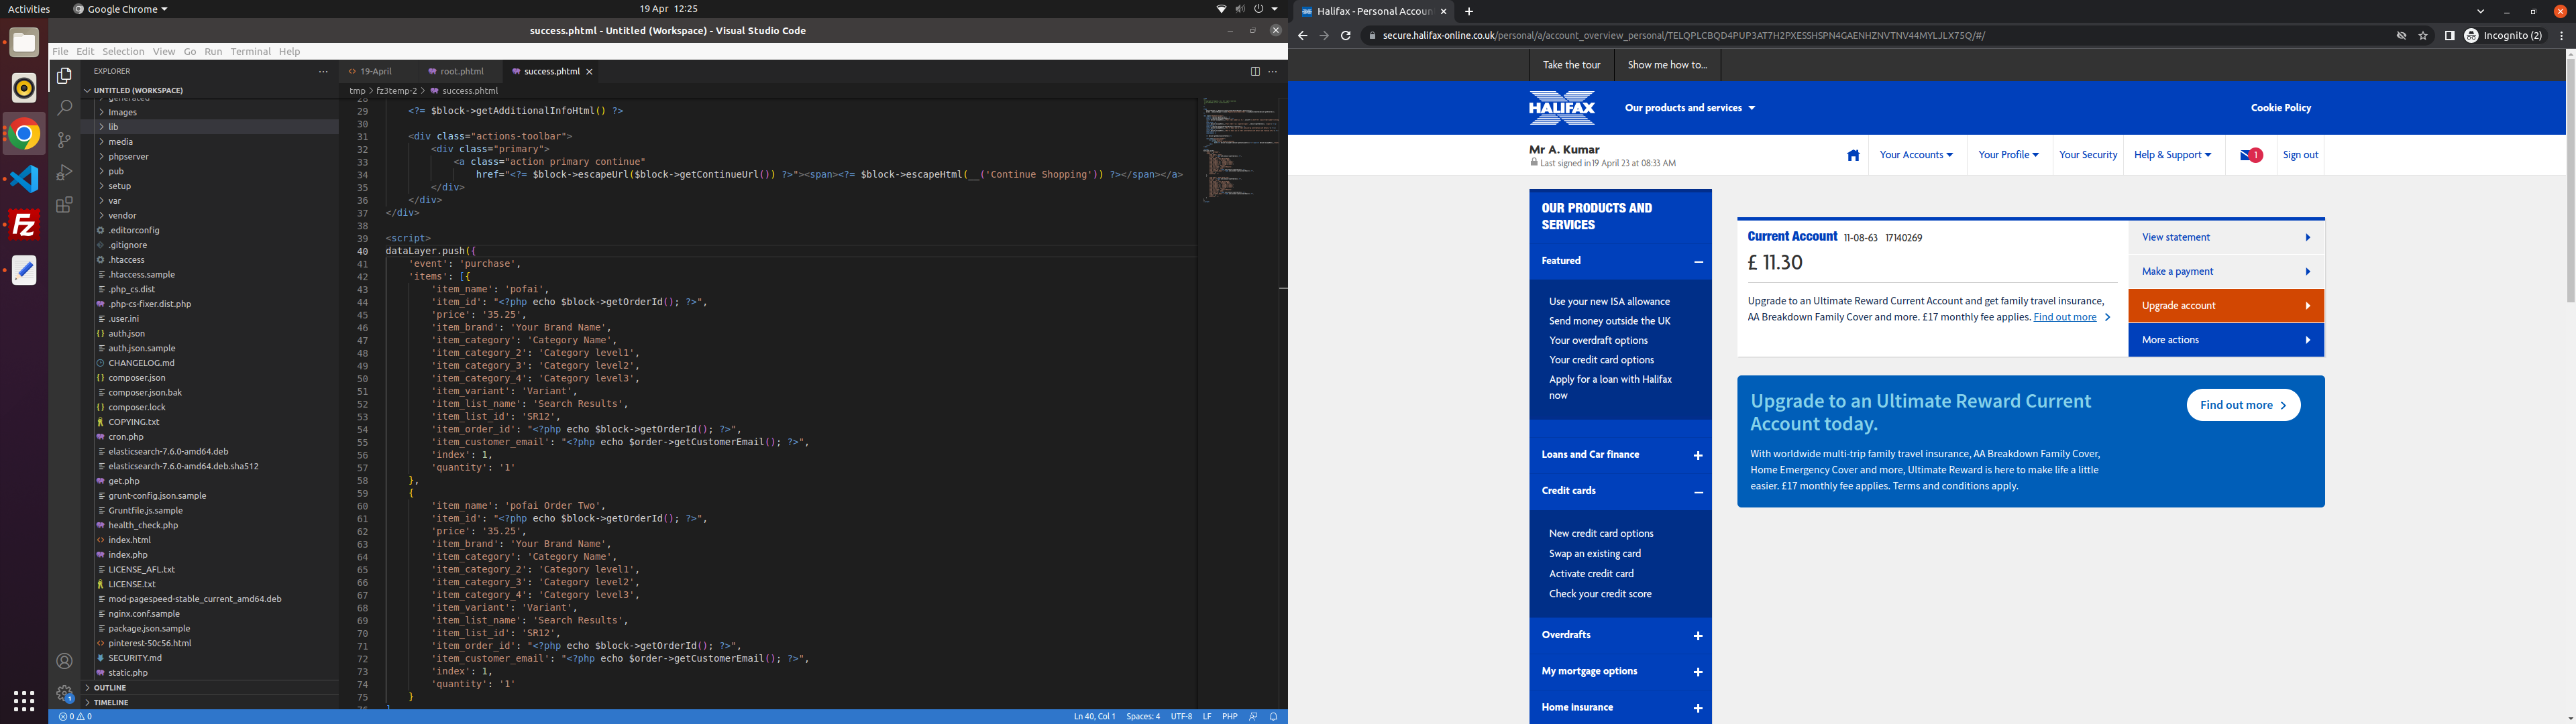 Activities
Google Chrome
19 Apr 12:25
success.phtml - Untitled (Workspace) - Visual Studio Code
File Edit Selection View Go Run Terminal Help
EXPLORER
UNTITLED (WORKSPACE)
generated
Images
lib
media
phpserver
pub
setup
var
vendor
.editorconfig
.gitignore
.htaccess
.htaccess.sample
.php_cs.dist
.php-cs-fixer.dist.php
.user.ini
auth.json
auth.json.sample
CHANGELOG.md
composer.json
composer.json.bak
composer.lock
COPYING.txt
cron.php
elasticsearch-7.6.0-amd64.deb
elasticsearch-7.6.0-amd64.deb.sha512
get.php
grunt-config.json.sample
Gruntfile.js.sample
health_check.php
index.html
index.php
LICENSE_AFL.txt
LICENSE.txt
mod-pagespeed-stable_current_amd64.deb
nginx.conf.sample
package.json.sample
pinterest-50c56.html
SECURITY.md
static.php
OUTLINE
TIMELINE
19-April
root.phtml
success.phtml
tmp > fz3temp-2 > success.phtml
28
29 <?= $block->getAdditionalInfoHtml() ?>
30
31 <div class="actions-toolbar">
32 <div class="primary">
33 <a class="action primary continue"
34 href="<?= $block->escapeUrl($block->getContinueUrl()) ?>"><span><?= $block->escapeHtml(__('Continue Shopping')) ?></span></a>
35 </div>
36 </div>
37 </div>
38
39 <script>
40 dataLayer.push({
41 'event': 'purchase',
42 'items': [{
43 'item_name': 'pofai',
44 'item_id': "<?php echo $block->getOrderId(); ?>",
45 'price': '35.25',
46 'item_brand': 'Your Brand Name',
47 'item_category': 'Category Name',
48 'item_category_2': 'Category level1',
49 'item_category_3': 'Category level2',
50 'item_category_4': 'Category level3',
51 'item_variant': 'Variant',
52 'item_list_name': 'Search Results',
53 'item_list_id': 'SR12',
54 'item_order_id': "<?php echo $block->getOrderId(); ?>",
55 'item_customer_email': "<?php echo $order->getCustomerEmail(); ?>",
56 'index': 1,
57 'quantity': '1'
58 },
59 {
60 'item_name': 'pofai Order Two',
61 'item_id': "<?php echo $block->getOrderId(); ?>",
62 'price': '35.25',
63 'item_brand': 'Your Brand Name',
64 'item_category': 'Category Name',
65 'item_category_2': 'Category level1',
66 'item_category_3': 'Category level2',
67 'item_category_4': 'Category level3',
68 'item_variant': 'Variant',
69 'item_list_name': 'Search Results',
70 'item_list_id': 'SR12',
71 'item_order_id': "<?php echo $block->getOrderId(); ?>",
72 'item_customer_email': "<?php echo $order->getCustomerEmail(); ?>",
73 'index': 1,
74 'quantity': '1'
75 }
76 ]
0 0
Ln 40, Col 1 Spaces: 4 UTF-8 LF PHP
Halifax - Personal Accoun
secure.halifax-online.co.uk/personal/a/account_overview_personal/TELQPLCBQD4PUP3AT7H2PXESSHSPN4GAENHZNVTNV44MYLJLX75Q/#/
Incognito (2)
Take the tour
Show me how to...
HALIFAX
Our products and services
Cookie Policy
Mr A. Kumar
Last signed in19 April 23 at 08:33 AM
Your Accounts
Your Profile
Your Security
Help & Support
1
Sign out
OUR PRODUCTS AND
SERVICES
Featured
Use your new ISA allowance
Send money outside the UK
Your overdraft options
Your credit card options
Apply for a loan with Halifax
now
Loans and Car finance
Credit cards
New credit card options
Swap an existing card
Activate credit card
Check your credit score
Overdrafts
My mortgage options
Home insurance
Current Account 11-08-63 17140269
£ 11.30
Upgrade to an Ultimate Reward Current Account and get family travel insurance,
AA Breakdown Family Cover and more. £17 monthly fee applies. Find out more
View statement
Make a payment
Upgrade account
More actions
Upgrade to an Ultimate Reward Current
Account today.
With worldwide multi-trip family travel insurance, AA Breakdown Family Cover,
Home Emergency Cover and more, Ultimate Reward is here to make life a little
easier. £17 monthly fee applies. Terms and conditions apply.
Find out more